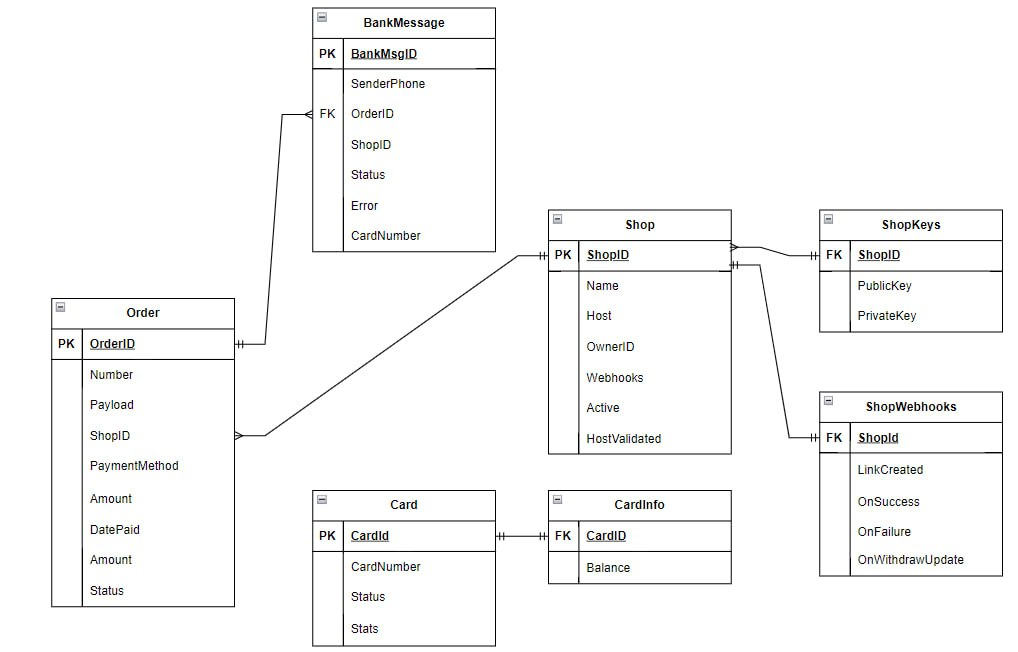 BankMessage
PK BankMsgID
SenderPhone
FK OrderID
ShopID
Status
Error
CardNumber
Order
PK OrderID
Number
Payload
ShopID
PaymentMethod
Amount
DatePaid
Amount
Status
Shop
PK ShopID
Name
Host
OwnerID
Webhooks
Active
HostValidated
ShopKeys
FK ShopID
PublicKey
PrivateKey
ShopWebhooks
FK ShopId
LinkCreated
OnSuccess
OnFailure
OnWithdrawUpdate
Card
PK CardId
CardNumber
Status
Stats
CardInfo
FK CardID
Balance